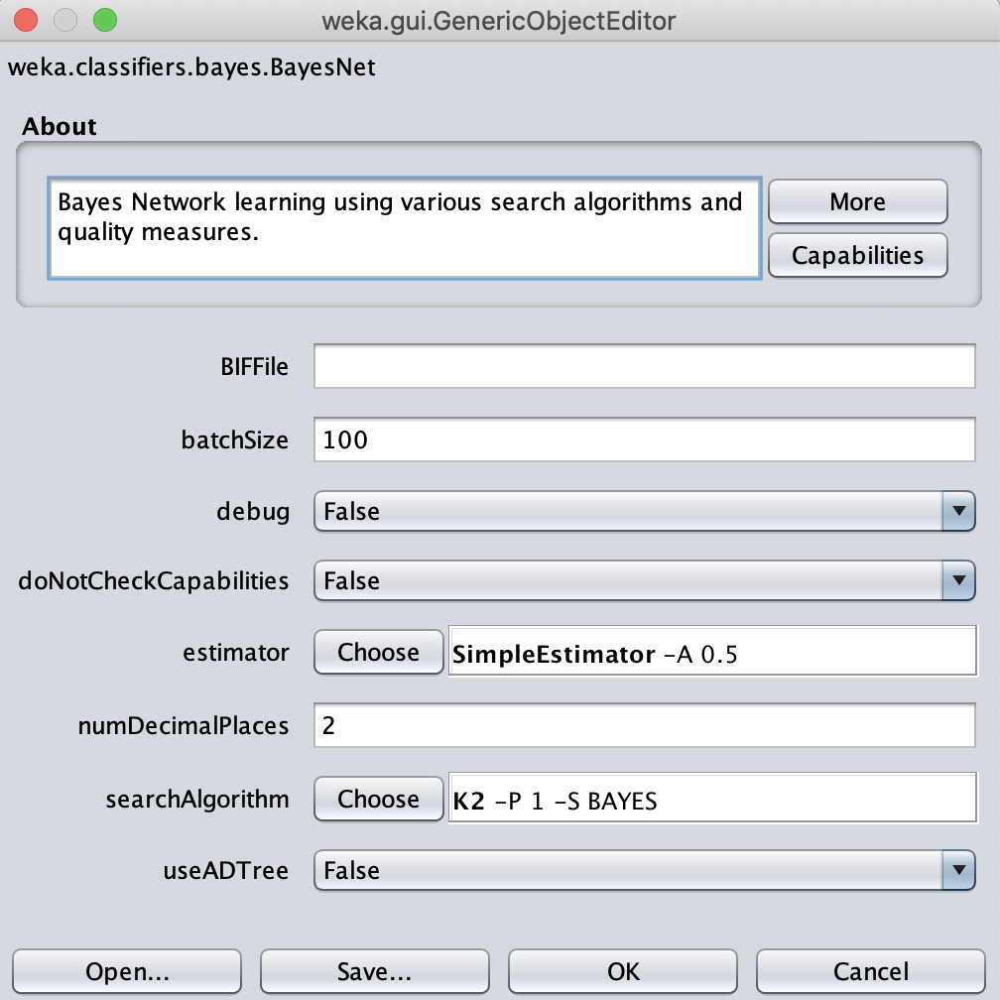 weka.gui.GenericObjectEditor
weka.classifiers.bayes.BayesNet
About
Bayes Network learning using various search algorithms and
quality measures.
More
Capabilities
BIFFile
batchSize 100
debug False
doNotCheckCapabilities False
estimator Choose SimpleEstimator -A 0.5
numDecimalPlaces 2
searchAlgorithm Choose K2 -P 1 -S BAYES
useADTree False
Open... Save... OK Cancel